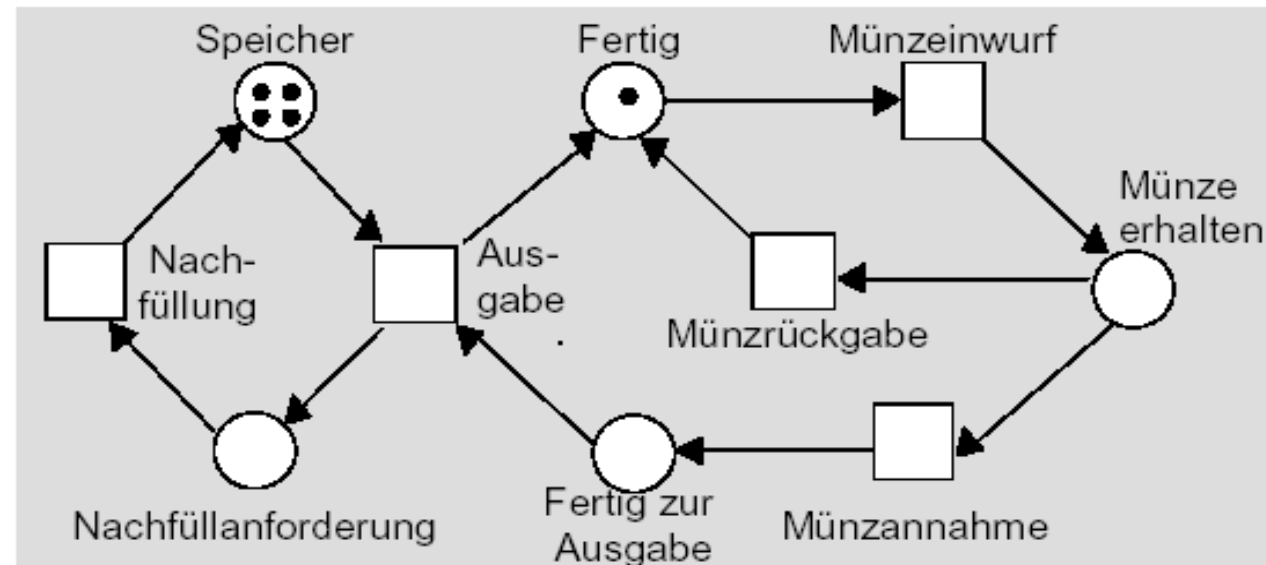 Speicher
Fertig
Münzeinwurf
Münze
erhalten
Nach-
füllung
Aus-
gabe
Münzrückgabe
Nachfüllanforderung
Fertig zur
Ausgabe
Münzannahme